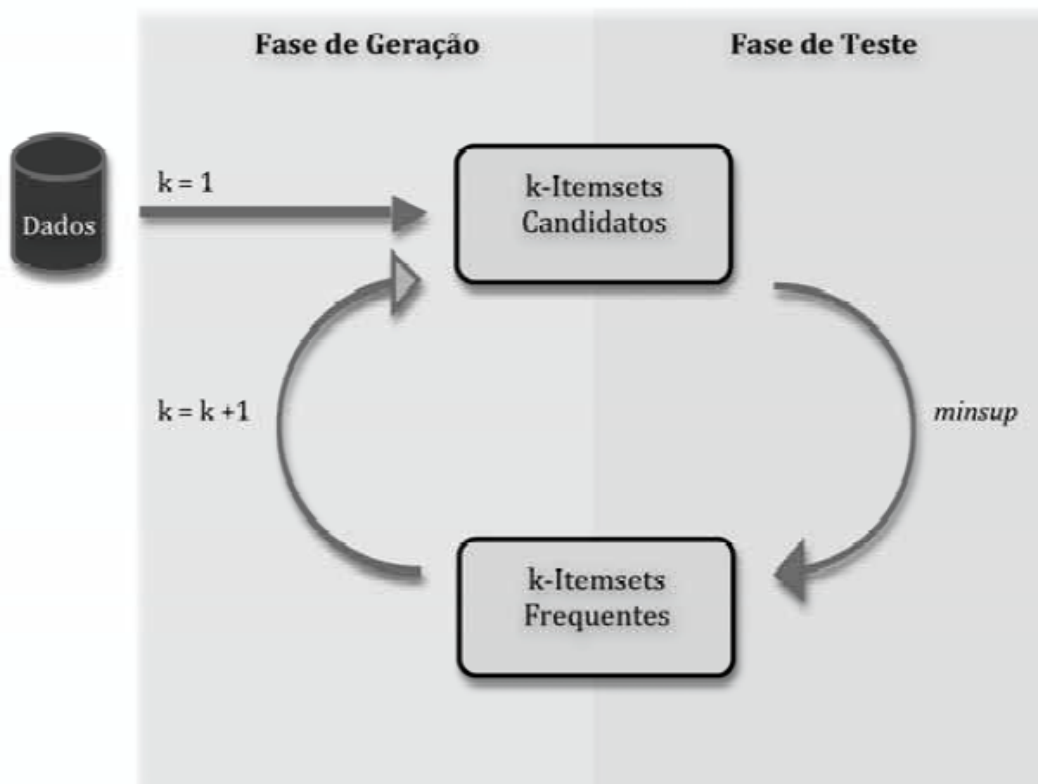 Fase de Geração
Fase de Teste
Dados
k = 1
k-Itemsets
Candidatos
k = k +1
minsup
k-Itemsets
Frequentes